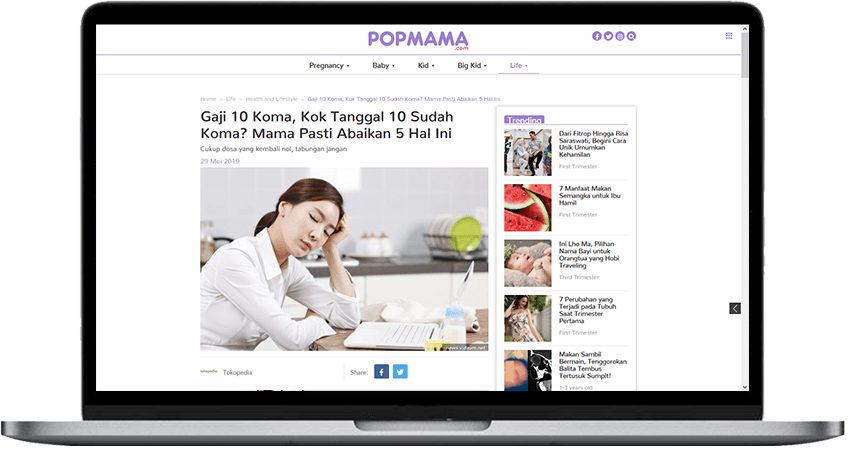 POPMAMA
.com
Pregnancy
Baby
Kid
Big Kid
Life
Home
Life
Health and Lifestyle
Gaji 10 Koma, Kok Tanggal 10 Sudah Koma? Mama Pasti Abaikan 5 Hal Ini
Gaji 10 Koma, Kok Tanggal 10 Sudah
Koma? Mama Pasti Abaikan 5 Hal Ini
Cukup dosa yang kembali nol, tabungan jangan
29 Mei 2019
news.v.daum.net
tokopedia
Tokopedia
Share:
Trending
Dari Fitrop Hingga Risa
Saraswati, Begini Cara
Unik Umumkan
Kehamilan
First Trimester
7 Manfaat Makan
Semangka untuk Ibu
Hamil
First Trimester
Ini Lho Ma, Pilihan
Nama Bayi untuk
Orangtua yang Hobi
Traveling
Third Trimester
7 Perubahan yang
Terjadi pada Tubuh
Saat Trimester
Pertama
First Trimester
Makan Sambil
Bermain, Tenggorokan
Balita Tembus
Tertusuk Sumpit!
1-3 years old